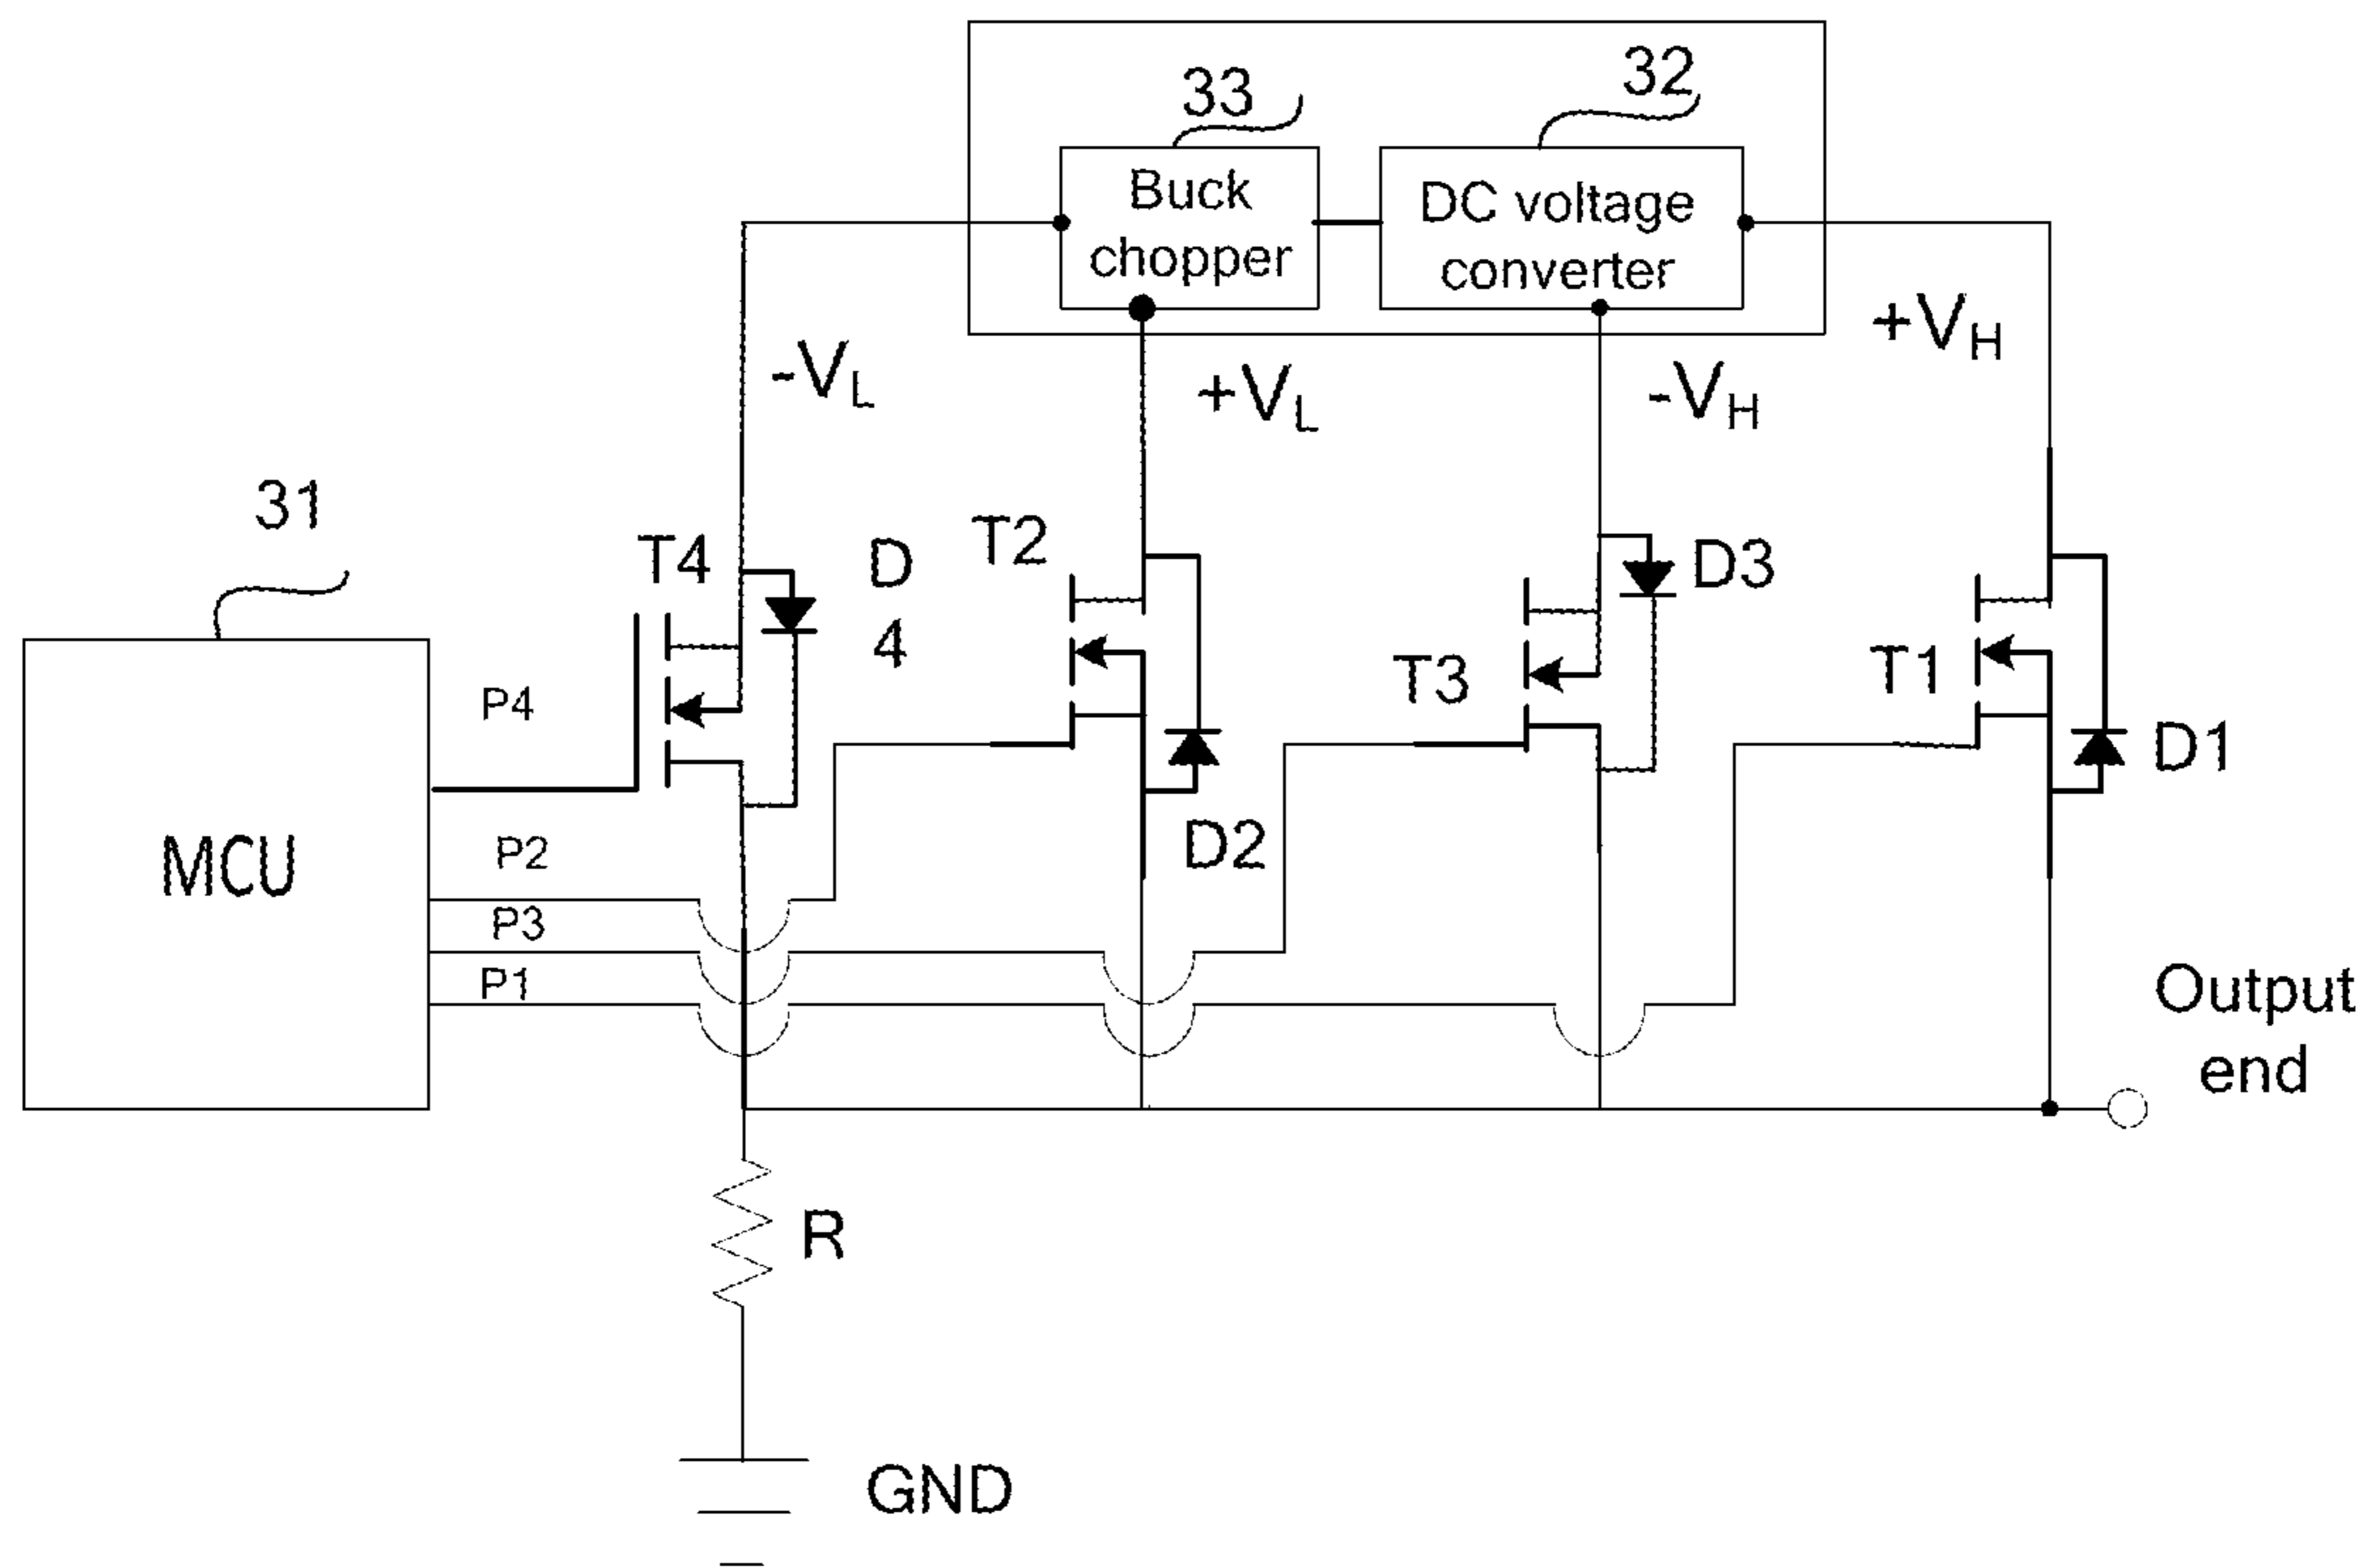 33
32
Buck
chopper
DC voltage
converter
+VH
-VL
+VL
-VH
31
T4
D
4
T2
D3
T3
T1
P4
D1
MCU
P2
D2
P3
P1
Output
end
R
GND